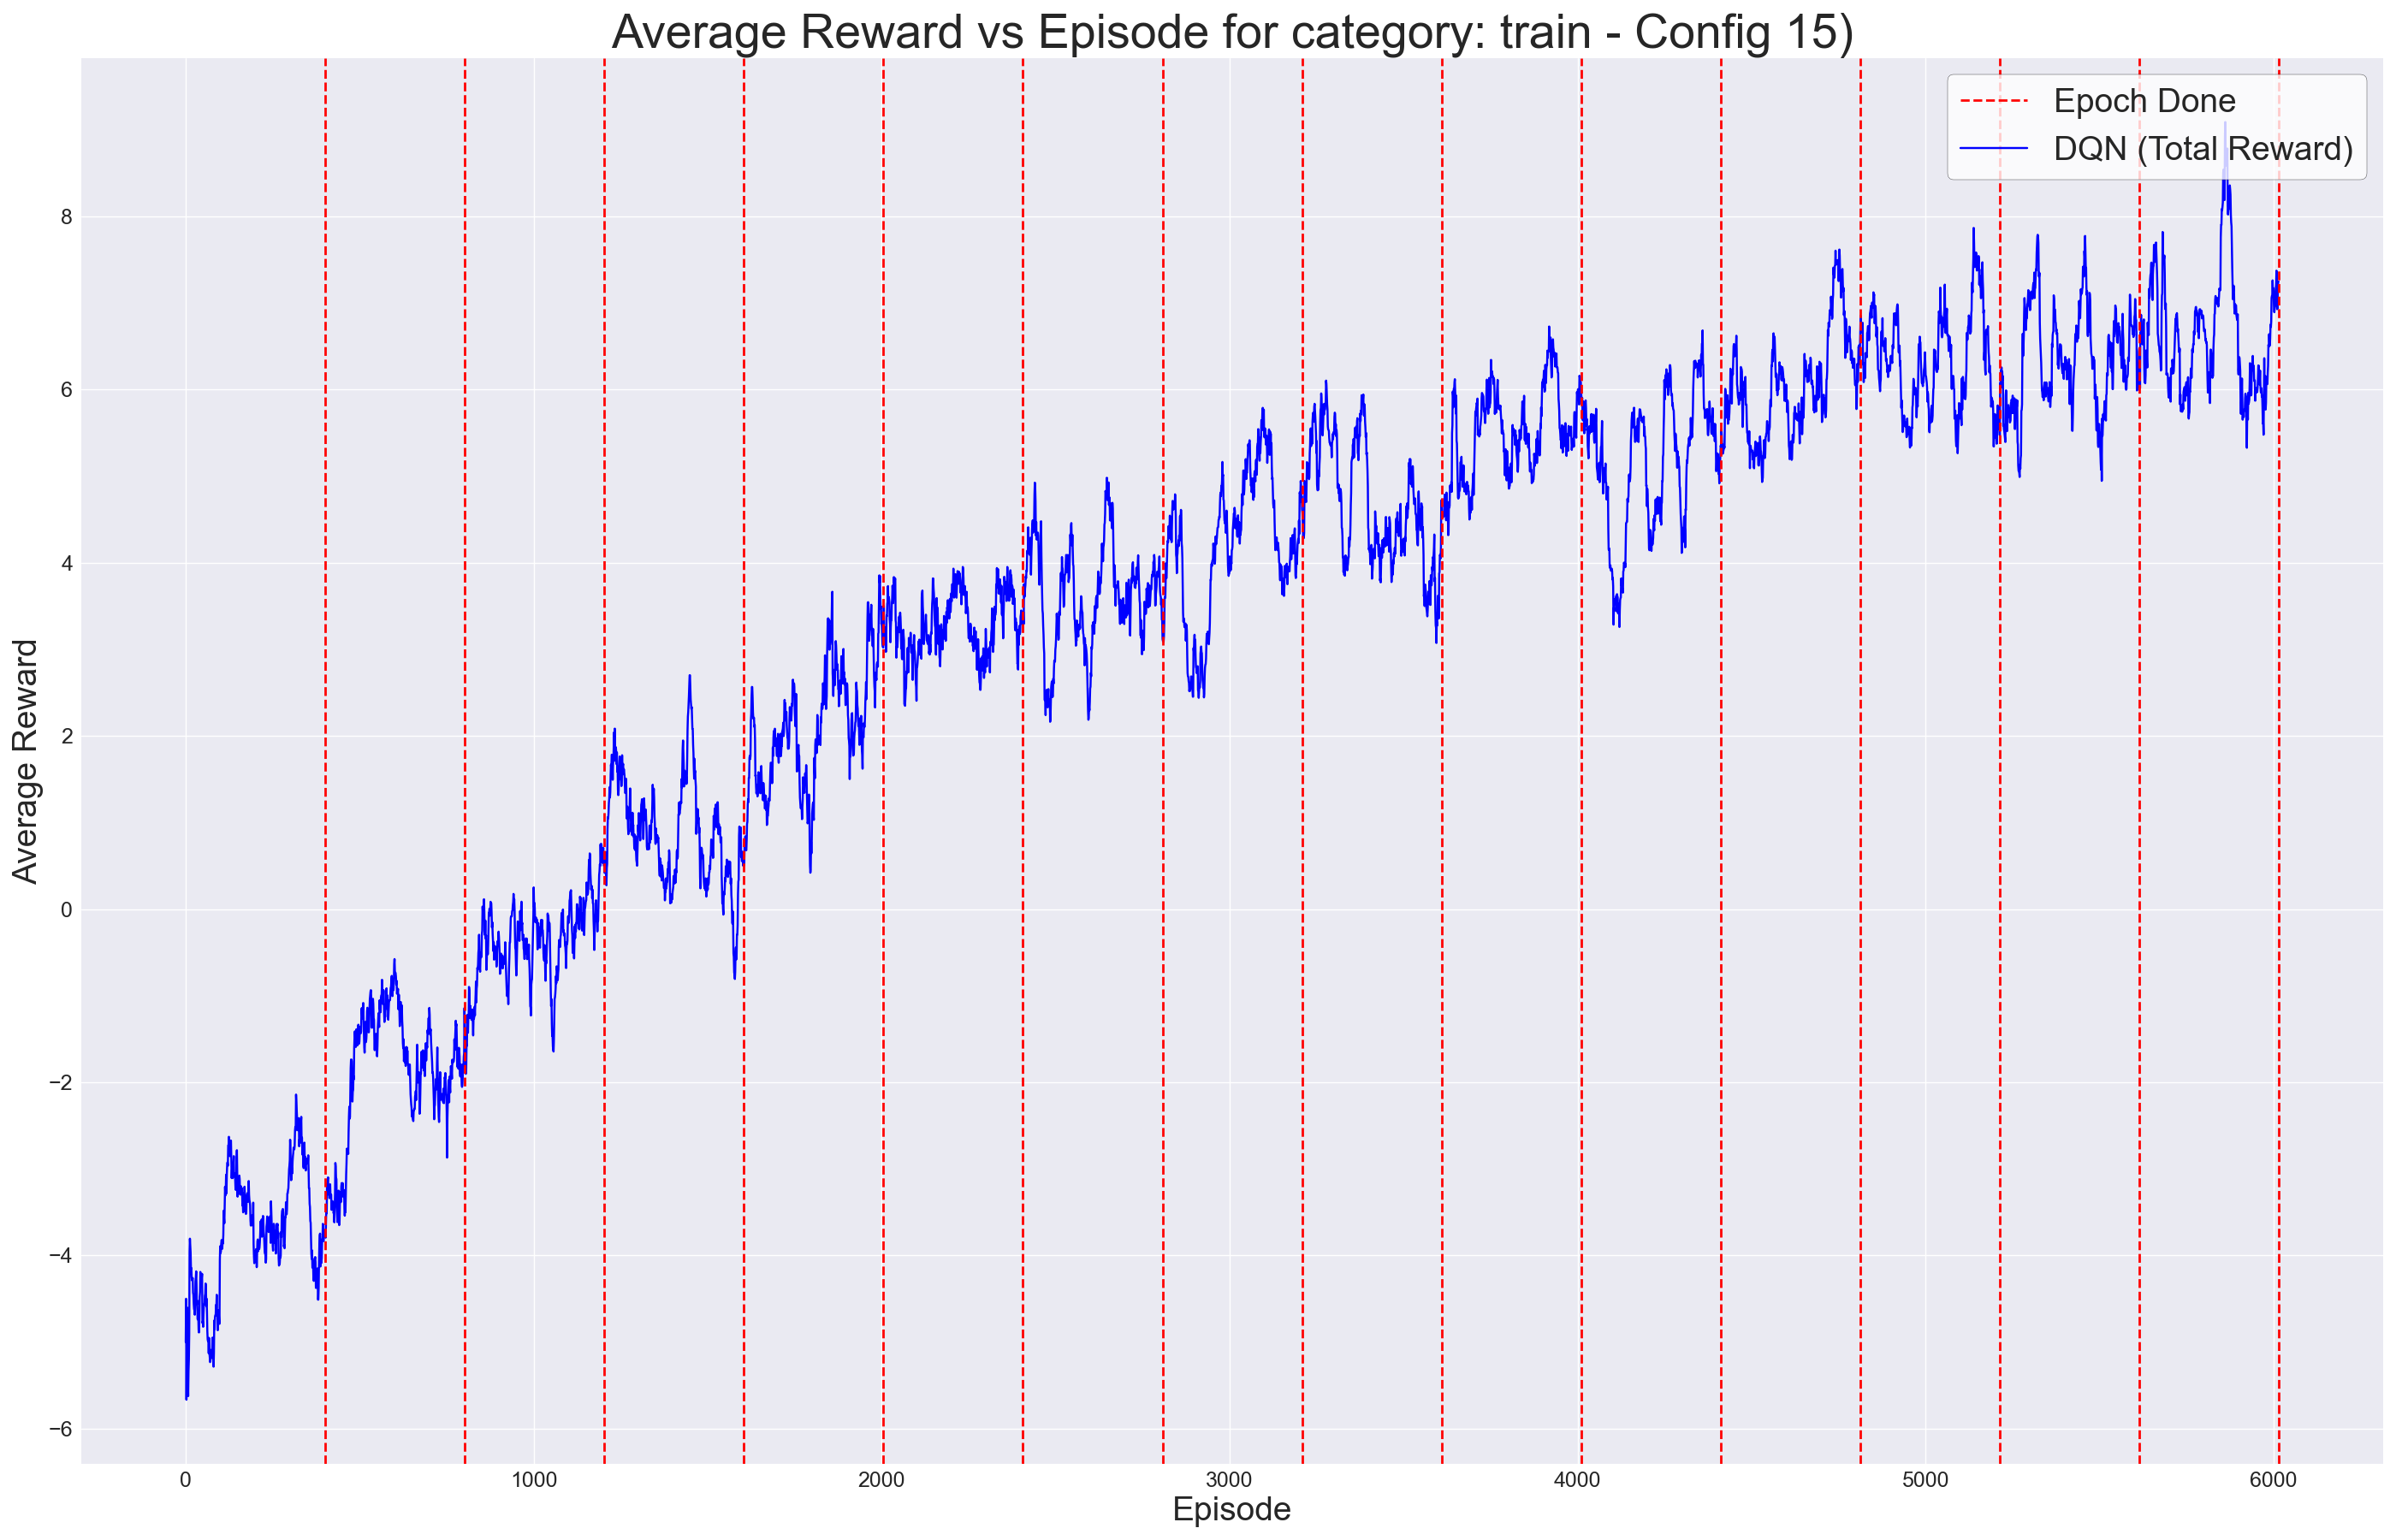 Average Reward vs Episode for category: train - Config 15)
Epoch Done
DQN (Total Reward)
Average Reward
8
6
4
2
0
−2
−4
−6
0 1000 2000 3000 4000 5000 6000
Episode